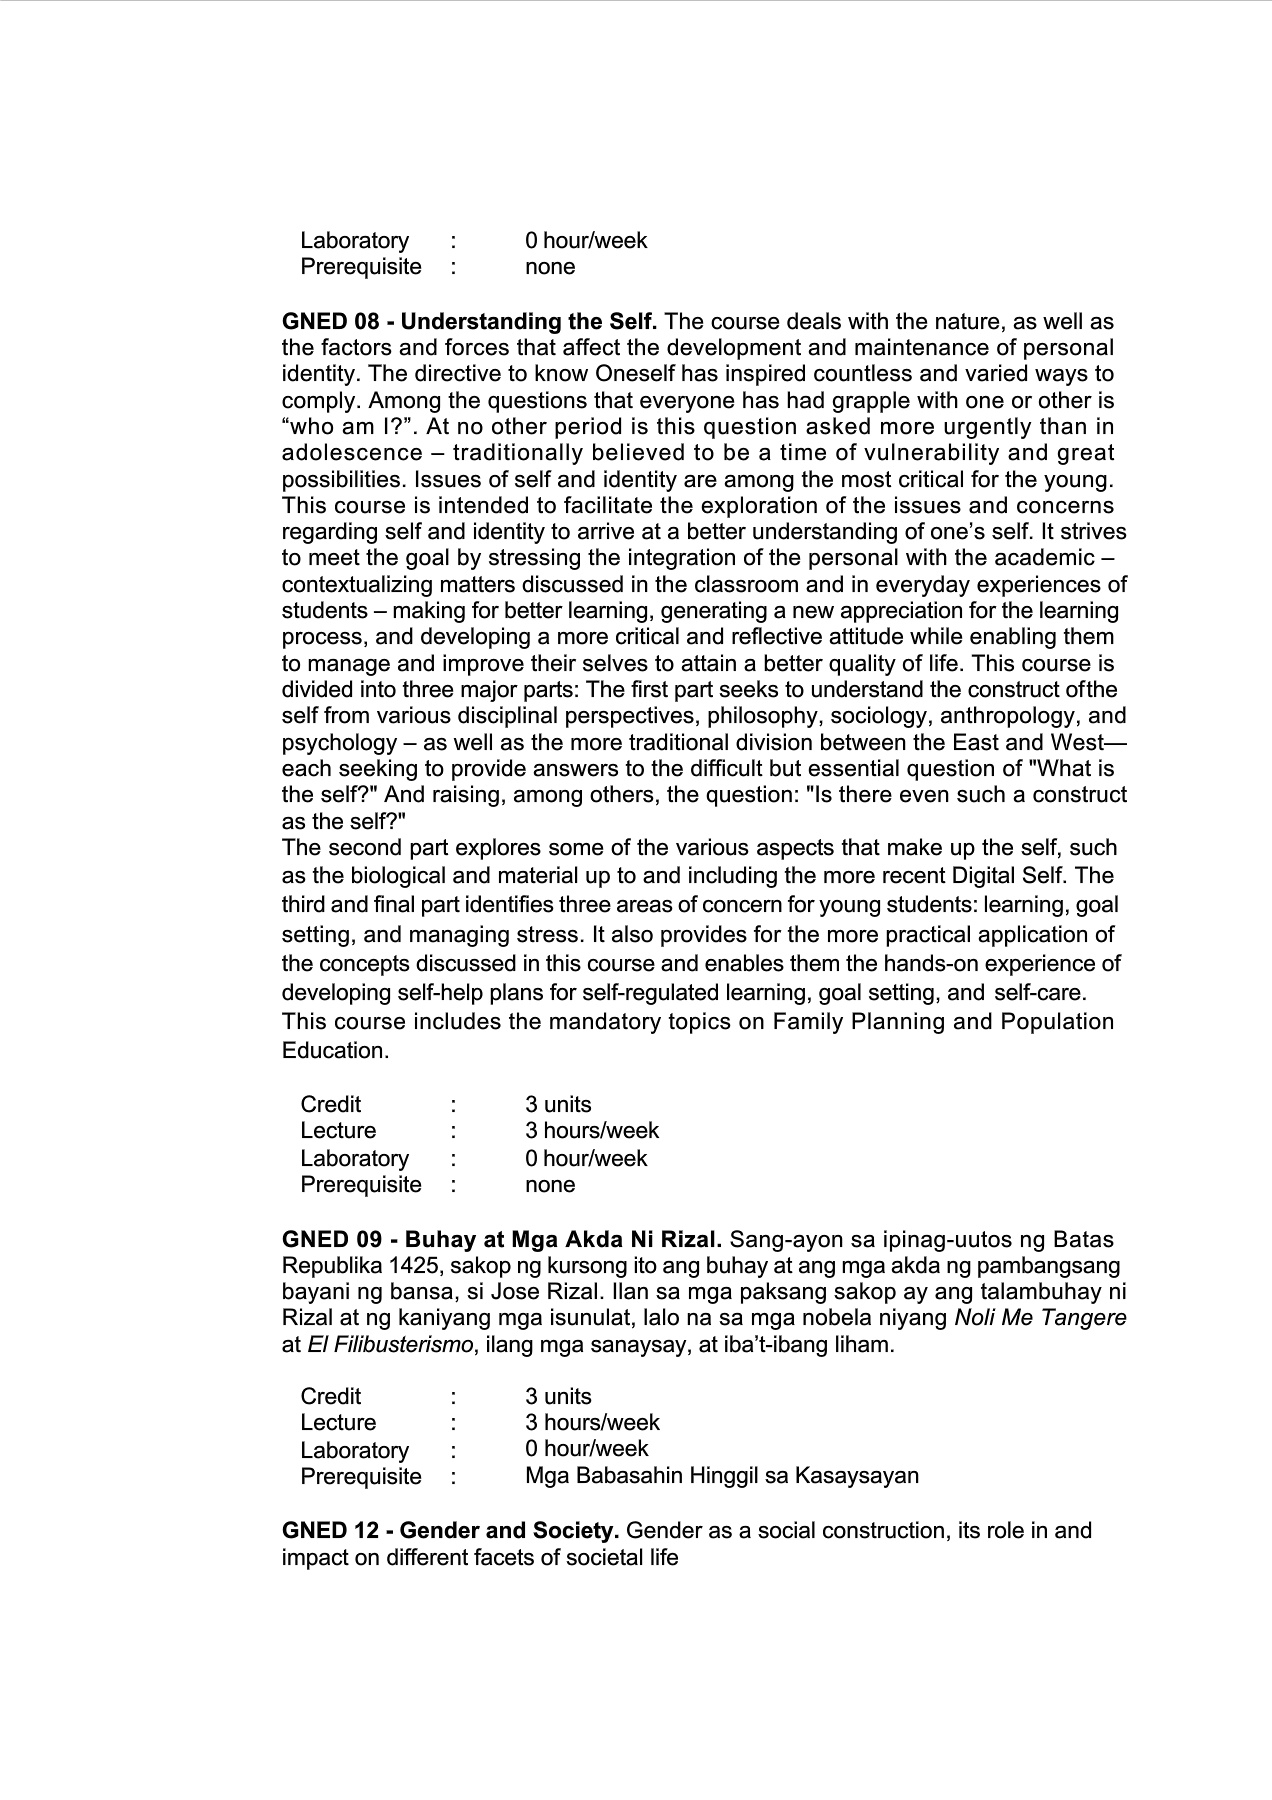 Laboratory : 0 hour/week
Prerequisite : none
GNED 08 - Understanding the Self. The course deals with the nature, as well as
the factors and forces that affect the development and maintenance of personal
identity. The directive to know Oneself has inspired countless and varied ways to
comply. Among the questions that everyone has had grapple with one or other is
“who am I?”. At no other period is this question asked more urgently than in
adolescence – traditionally believed to be a time of vulnerability and great
possibilities. Issues of self and identity are among the most critical for the young.
This course is intended to facilitate the exploration of the issues and concerns
regarding self and identity to arrive at a better understanding of one’s self. It strives
to meet the goal by stressing the integration of the personal with the academic –
contextualizing matters discussed in the classroom and in everyday experiences of
students – making for better learning, generating a new appreciation for the learning
process, and developing a more critical and reflective attitude while enabling them
to manage and improve their selves to attain a better quality of life. This course is
divided into three major parts: The first part seeks to understand the construct ofthe
self from various disciplinal perspectives, philosophy, sociology, anthropology, and
psychology – as well as the more traditional division between the East and West—
each seeking to provide answers to the difficult but essential question of "What is
the self?" And raising, among others, the question: "Is there even such a construct
as the self?"
The second part explores some of the various aspects that make up the self, such
as the biological and material up to and including the more recent Digital Self. The
third and final part identifies three areas of concern for young students: learning, goal
setting, and managing stress. It also provides for the more practical application of
the concepts discussed in this course and enables them the hands-on experience of
developing self-help plans for self-regulated learning, goal setting, and self-care.
This course includes the mandatory topics on Family Planning and Population
Education.
Credit : 3 units
Lecture : 3 hours/week
Laboratory : 0 hour/week
Prerequisite : none
GNED 09 - Buhay at Mga Akda Ni Rizal. Sang-ayon sa ipinag-uutos ng Batas
Republika 1425, sakop ng kursong ito ang buhay at ang mga akda ng pambangsang
bayani ng bansa, si Jose Rizal. Ilan sa mga paksang sakop ay ang talambuhay ni
Rizal at ng kaniyang mga isunulat, lalo na sa mga nobela niyang Noli Me Tangere
at El Filibusterismo, ilang mga sanaysay, at iba’t-ibang liham.
Credit : 3 units
Lecture : 3 hours/week
Laboratory : 0 hour/week
Prerequisite : Mga Babasahin Hinggil sa Kasaysayan
GNED 12 - Gender and Society. Gender as a social construction, its role in and
impact on different facets of societal life